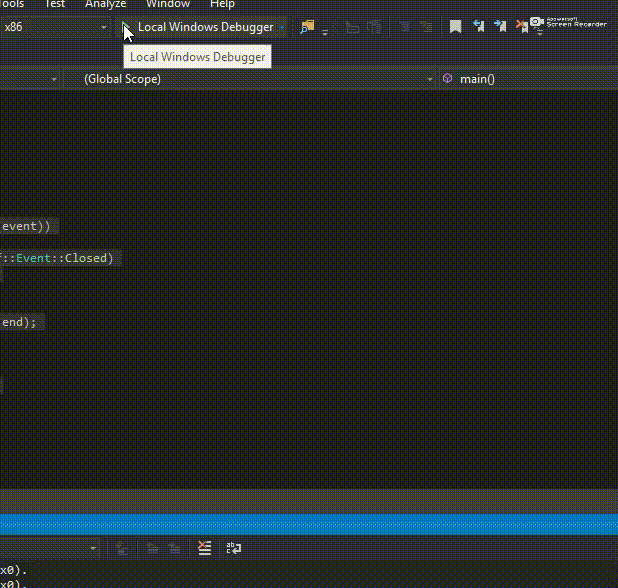 ools Test Analyze Window Help
x86 Local Windows Debugger
Apowersoft
Screen Recorder
Local Windows Debugger
(Global Scope) main()
event))
f::Event::Closed)
end);
x0).
x0).